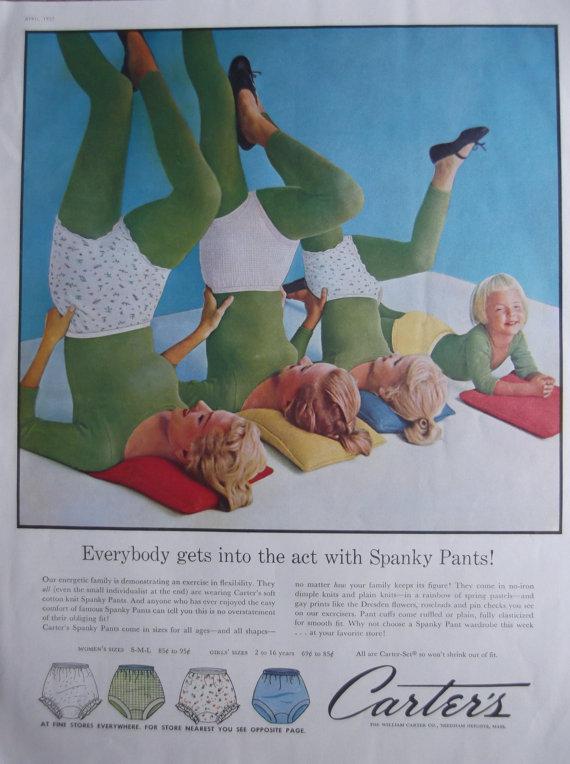 APRIL, 1957
Everybody gets into the act with Spanky Pants!
Our energetic family is demonstrating an exercise in flexibility. They
all (even the small individualist at the end) are wearing Carter's soft
cotton knit Spanky Pants. And anyone who has ever enjoyed the easy
comfort of famous Spanky Pants can tell you this is no overstatement
of their obliging fit!
Carter's Spanky Pants come in sizes for all ages—and all shapes—
no matter how your family keeps its figure! They come in no-iron
dimple knits and plain knits—in a rainbow of spring pastels—and
gay prints like the Dresden flowers, rosebuds and pin checks you see
on our exercisers. Pant cuffs come ruffled or plain, fully elasticized
for smooth fit. Why not choose a Spanky Pant wardrobe this week
. . . at your favorite store!
WOMEN'S SIZES S-M-L 85¢ to 95¢ GIRLS' SIZES 2 to 16 years 69¢ to 85¢ All are Carter-Set® so won't shrink out of fit.
AT FINE STORES EVERYWHERE. FOR STORE NEAREST YOU SEE OPPOSITE PAGE.
Carter's
THE WILLIAM CARTER CO., NEEDHAM HEIGHTS, MASS.